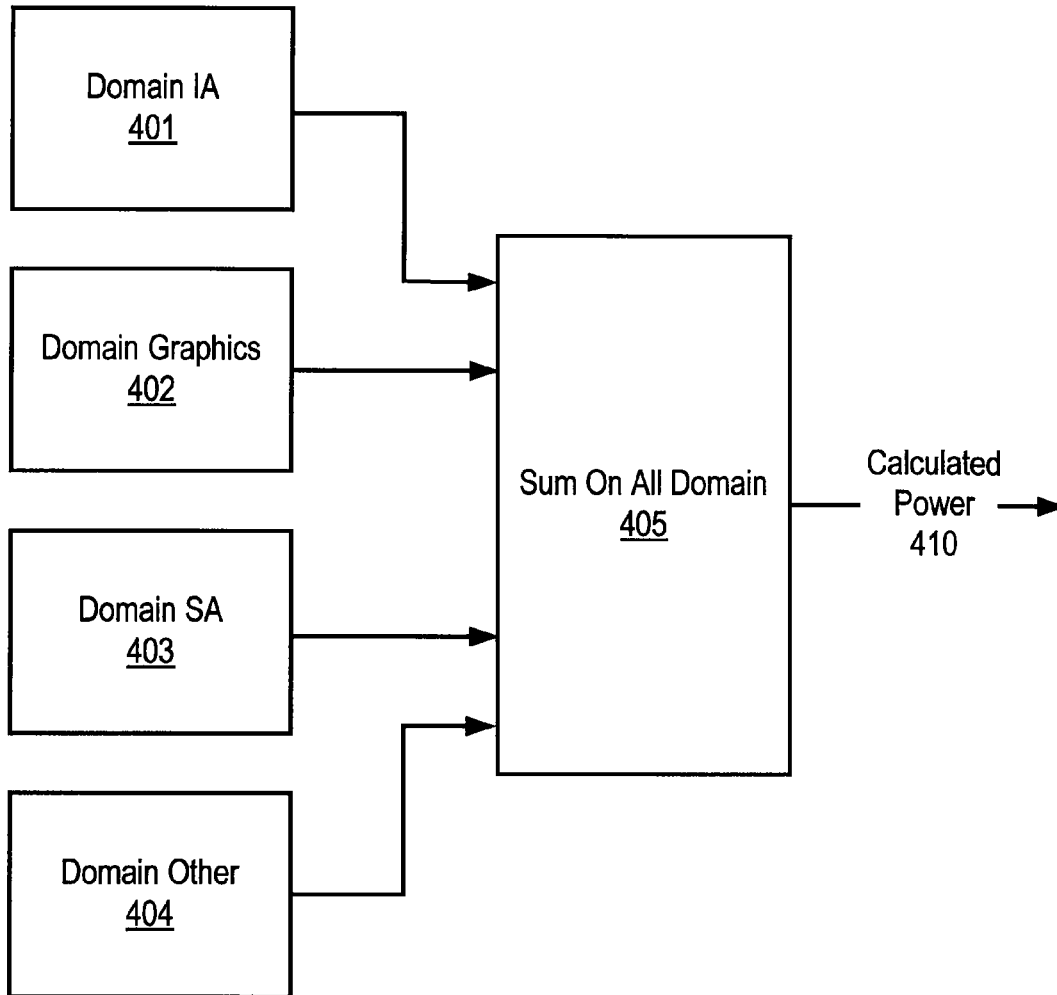 Domain IA
401
Domain Graphics
402
Domain SA
403
Domain Other
404
Sum On All Domain
405
Calculated
Power
410